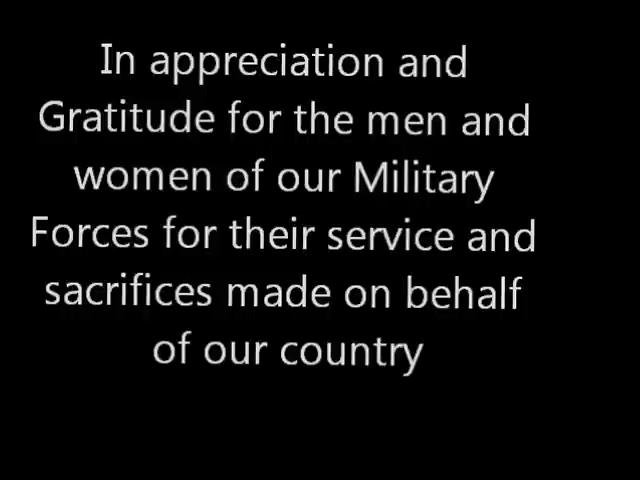 In appreciation and
Gratitude for the men and
women of our Military
Forces for their service and
sacrifices made on behalf
of our country